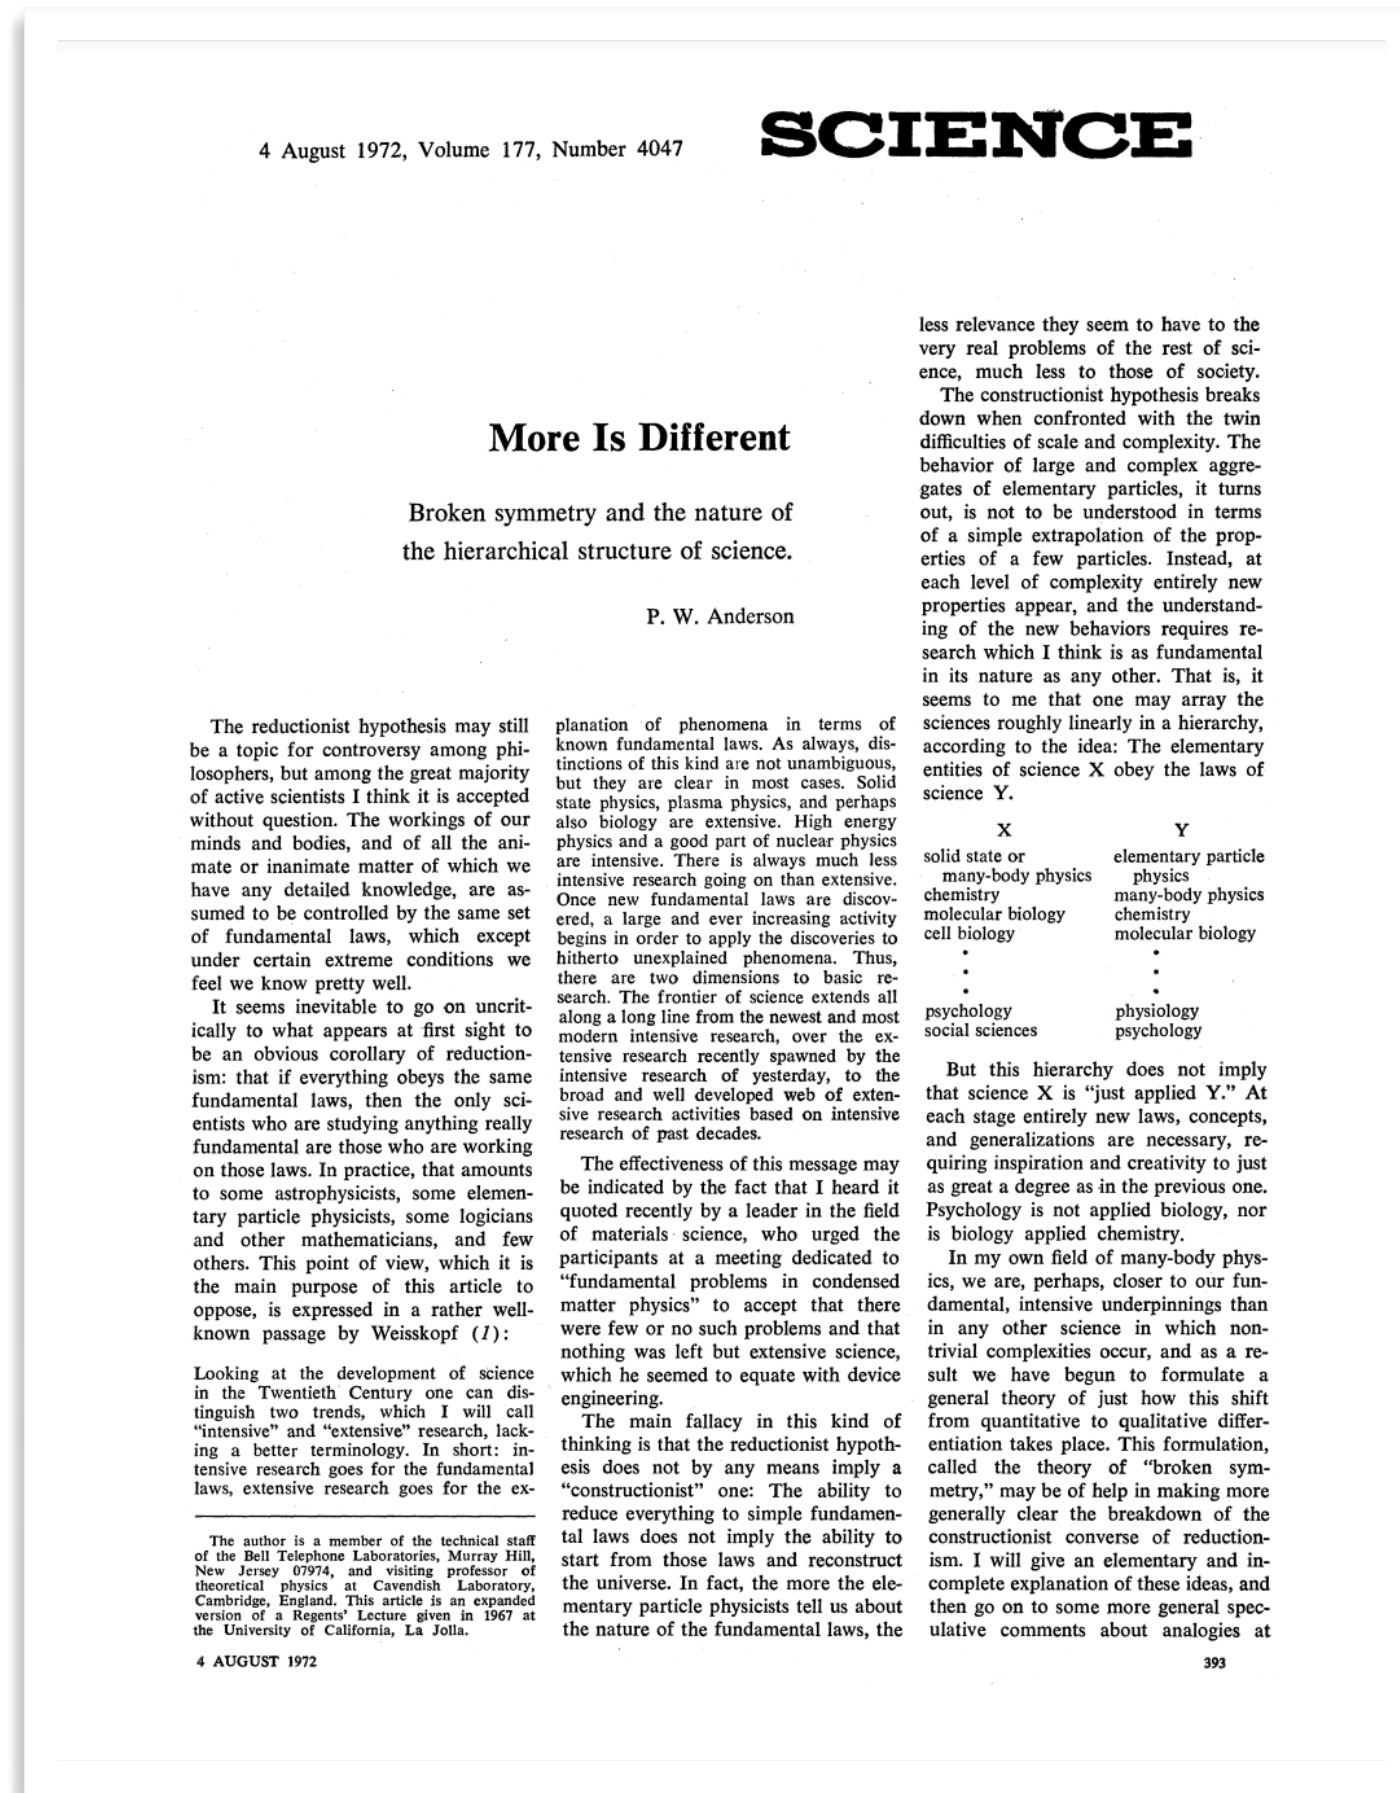 4 August 1972, Volume 177, Number 4047
SCIENCE
More Is Different
Broken symmetry and the nature of
the hierarchical structure of science.
P. W. Anderson
The reductionist hypothesis may still
be a topic for controversy among phi-
losophers, but among the great majority
of active scientists I think it is accepted
without question. The workings of our
minds and bodies, and of all the ani-
mate or inanimate matter of which we
have any detailed knowledge, are as-
sumed to be controlled by the same set
of fundamental laws, which except
under certain extreme conditions we
feel we know pretty well.
It seems inevitable to go on uncrit-
ically to what appears at first sight to
be an obvious corollary of reduction-
ism: that if everything obeys the same
fundamental laws, then the only sci-
entists who are studying anything really
fundamental are those who are working
on those laws. In practice, that amounts
to some astrophysicists, some elemen-
tary particle physicists, some logicians
and other mathematicians, and few
others. This point of view, which it is
the main purpose of this article to
oppose, is expressed in a rather well-
known passage by Weisskopf (1):
Looking at the development of science
in the Twentieth Century one can dis-
tinguish two trends, which I will call
“intensive” and “extensive” research, lack-
ing a better terminology. In short: in-
tensive research goes for the fundamental
laws, extensive research goes for the ex-
The author is a member of the technical staff
of the Bell Telephone Laboratories, Murray Hill,
New Jersey 07974, and visiting professor of
theoretical physics at Cavendish Laboratory,
Cambridge, England. This article is an expanded
version of a Regents’ Lecture given in 1967 at
the University of California, La Jolla.
planation of phenomena in terms of
known fundamental laws. As always, dis-
tinctions of this kind are not unambiguous,
but they are clear in most cases. Solid
state physics, plasma physics, and perhaps
also biology are extensive. High energy
physics and a good part of nuclear physics
are intensive. There is always much less
intensive research going on than extensive.
Once new fundamental laws are discov-
ered, a large and ever increasing activity
begins in order to apply the discoveries to
hitherto unexplained phenomena. Thus,
there are two dimensions to basic re-
search. The frontier of science extends all
along a long line from the newest and most
modern intensive research, over the ex-
tensive research recently spawned by the
intensive research of yesterday, to the
broad and well developed web of exten-
sive research activities based on intensive
research of past decades.
The effectiveness of this message may
be indicated by the fact that I heard it
quoted recently by a leader in the field
of materials science, who urged the
participants at a meeting dedicated to
“fundamental problems in condensed
matter physics” to accept that there
were few or no such problems and that
nothing was left but extensive science,
which he seemed to equate with device
engineering.
The main fallacy in this kind of
thinking is that the reductionist hypoth-
esis does not by any means imply a
“constructionist” one: The ability to
reduce everything to simple fundamen-
tal laws does not imply the ability to
start from those laws and reconstruct
the universe. In fact, the more the ele-
mentary particle physicists tell us about
the nature of the fundamental laws, the
less relevance they seem to have to the
very real problems of the rest of sci-
ence, much less to those of society.
The constructionist hypothesis breaks
down when confronted with the twin
difficulties of scale and complexity. The
behavior of large and complex aggre-
gates of elementary particles, it turns
out, is not to be understood in terms
of a simple extrapolation of the prop-
erties of a few particles. Instead, at
each level of complexity entirely new
properties appear, and the understand-
ing of the new behaviors requires re-
search which I think is as fundamental
in its nature as any other. That is, it
seems to me that one may array the
sciences roughly linearly in a hierarchy,
according to the idea: The elementary
entities of science X obey the laws of
science Y.
X Y
solid state or elementary particle
many-body physics physics
chemistry many-body physics
molecular biology chemistry
cell biology molecular biology
. .
. .
. .
psychology physiology
social sciences psychology
But this hierarchy does not imply
that science X is “just applied Y.” At
each stage entirely new laws, concepts,
and generalizations are necessary, re-
quiring inspiration and creativity to just
as great a degree as in the previous one.
Psychology is not applied biology, nor
is biology applied chemistry.
In my own field of many-body phys-
ics, we are, perhaps, closer to our fun-
damental, intensive underpinnings than
in any other science in which non-
trivial complexities occur, and as a re-
sult we have begun to formulate a
general theory of just how this shift
from quantitative to qualitative differ-
entiation takes place. This formulation,
called the theory of “broken sym-
metry,” may be of help in making more
generally clear the breakdown of the
constructionist converse of reduction-
ism. I will give an elementary and in-
complete explanation of these ideas, and
then go on to some more general spec-
ulative comments about analogies at
4 AUGUST 1972
393